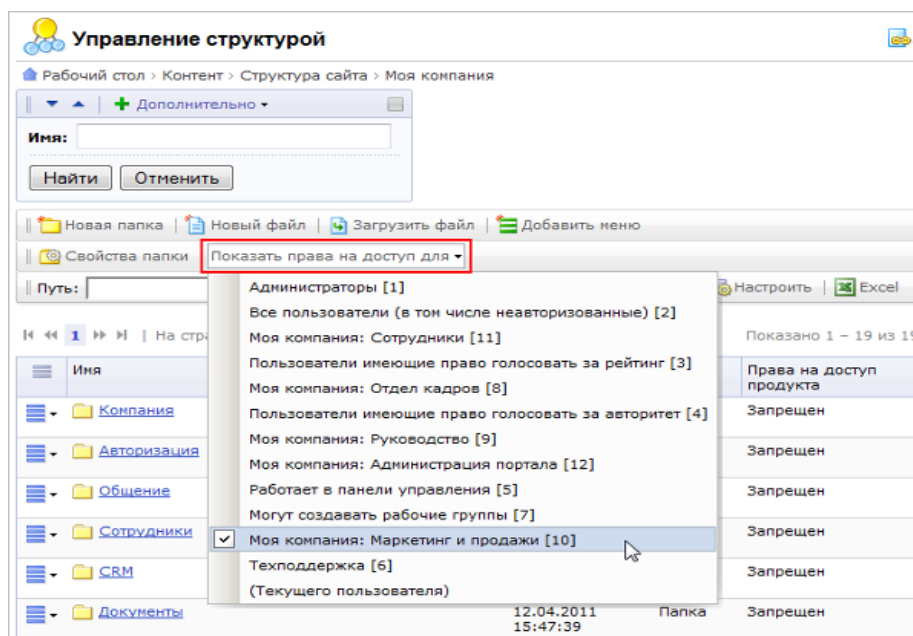 Управление структурой
Рабочий стол › Контент › Структура сайта › Моя компания
Дополнительно
Имя:
Найти Отменить
Новая папка | Новый файл | Загрузить файл | Добавить меню
Свойства папки Показать права на доступ для
Путь: Настроить | Excel
Администраторы [1]
Все пользователи (в том числе неавторизованные) [2]
Моя компания: Сотрудники [11]
Пользователи имеющие право голосовать за рейтинг [3]
Моя компания: Отдел кадров [8]
Пользователи имеющие право голосовать за авторитет [4]
Моя компания: Руководство [9]
Моя компания: Администрация портала [12]
Работает в панели управления [5]
Могут создавать рабочие группы [7]
Моя компания: Маркетинг и продажи [10]
Техподдержка [6]
(Текущего пользователя)
1 | На Показано 1 – 19 из
Имя Права на доступ
продукта
Компания Запрещен
Авторизация Запрещен
Общение Запрещен
Сотрудники Запрещен
CRM Запрещен
Документы 12.04.2011 Папка Запрещен
15:47:39